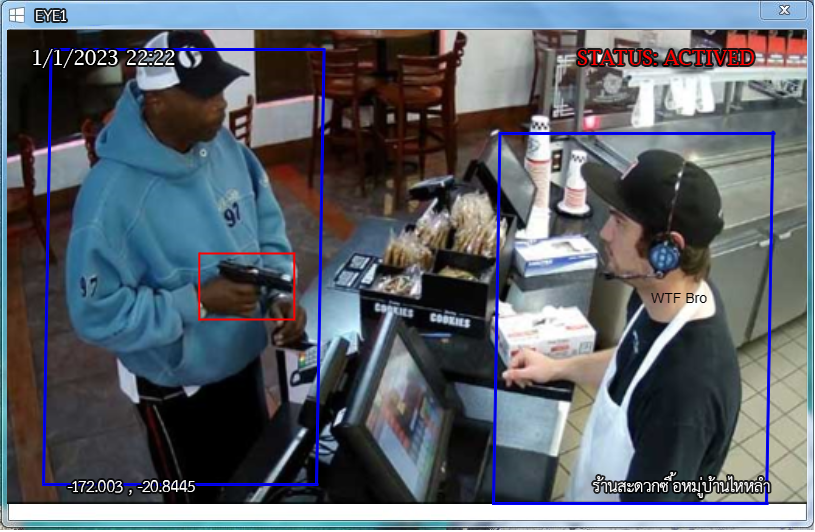 EYE1
1/1/2023 22:22
STATUS: ACTIVED
97
97
COOKIES
COOKIES
WTF Bro
-172.003 , -20.8445
ร้านสะดวกซื้อหมู่บ้านไหหลำ